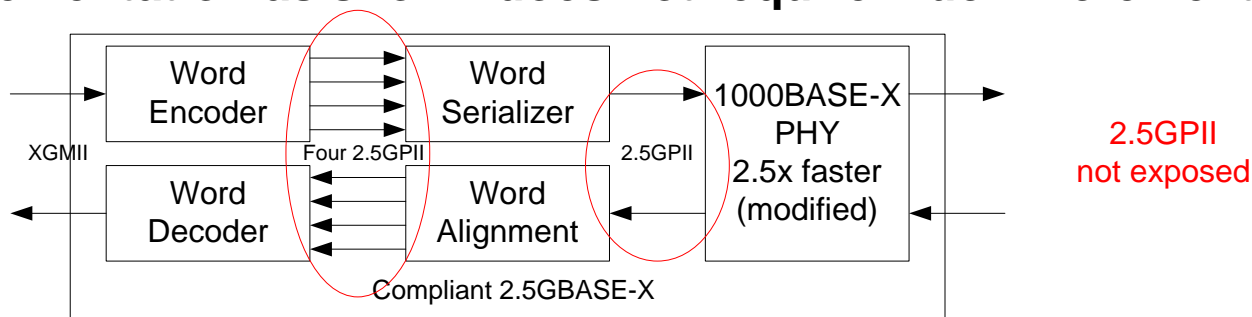 Word
Encoder
Word
Serializer
1000BASE-X
PHY
2.5x faster
(modified)
XGMII
Four 2.5GPII
2.5GPII
Word
Decoder
Word
Alignment
Compliant 2.5GBASE-X
2.5GPII
not exposed